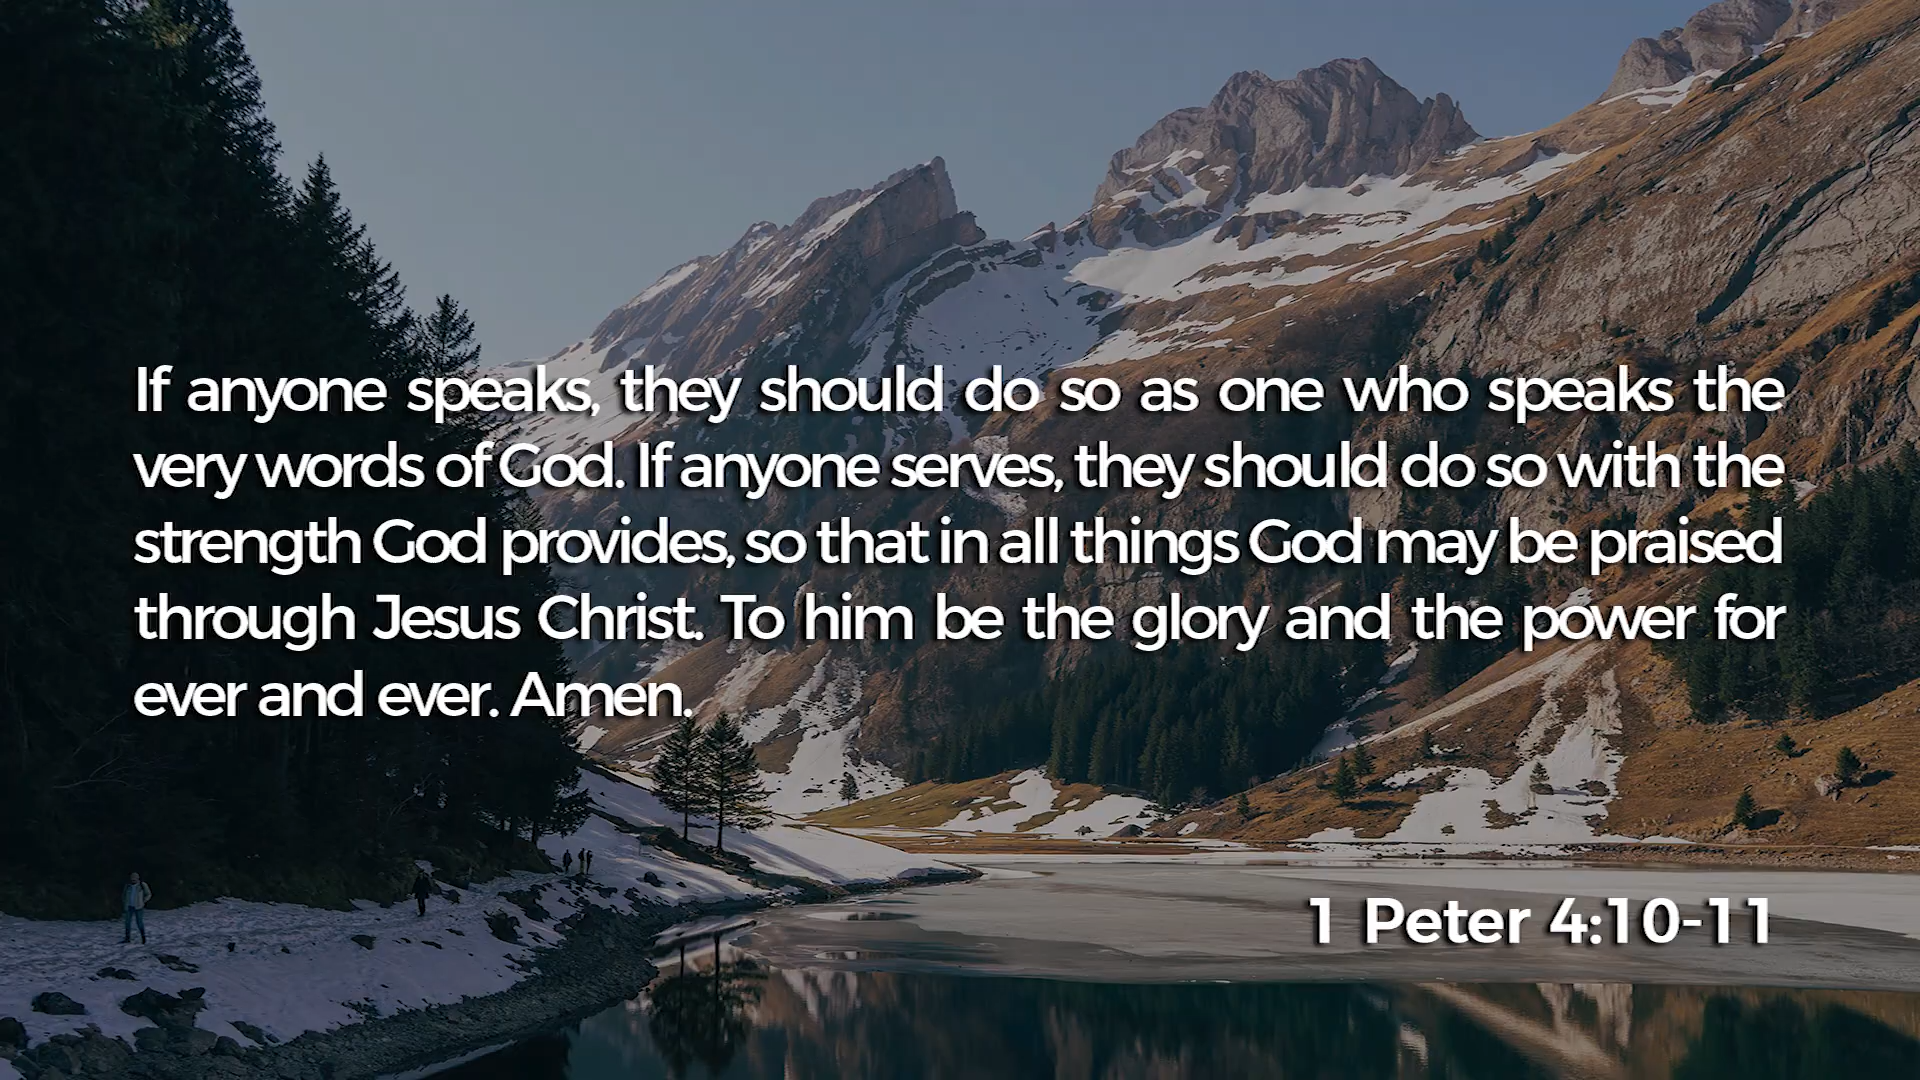 If anyone speaks, they should do so as one who speaks the
very words of God. If anyone serves, they should do so with the
strength God provides, so that in all things God may be praised
through Jesus Christ. To him be the glory and the power for
ever and ever. Amen.
1 Peter 4:10-11